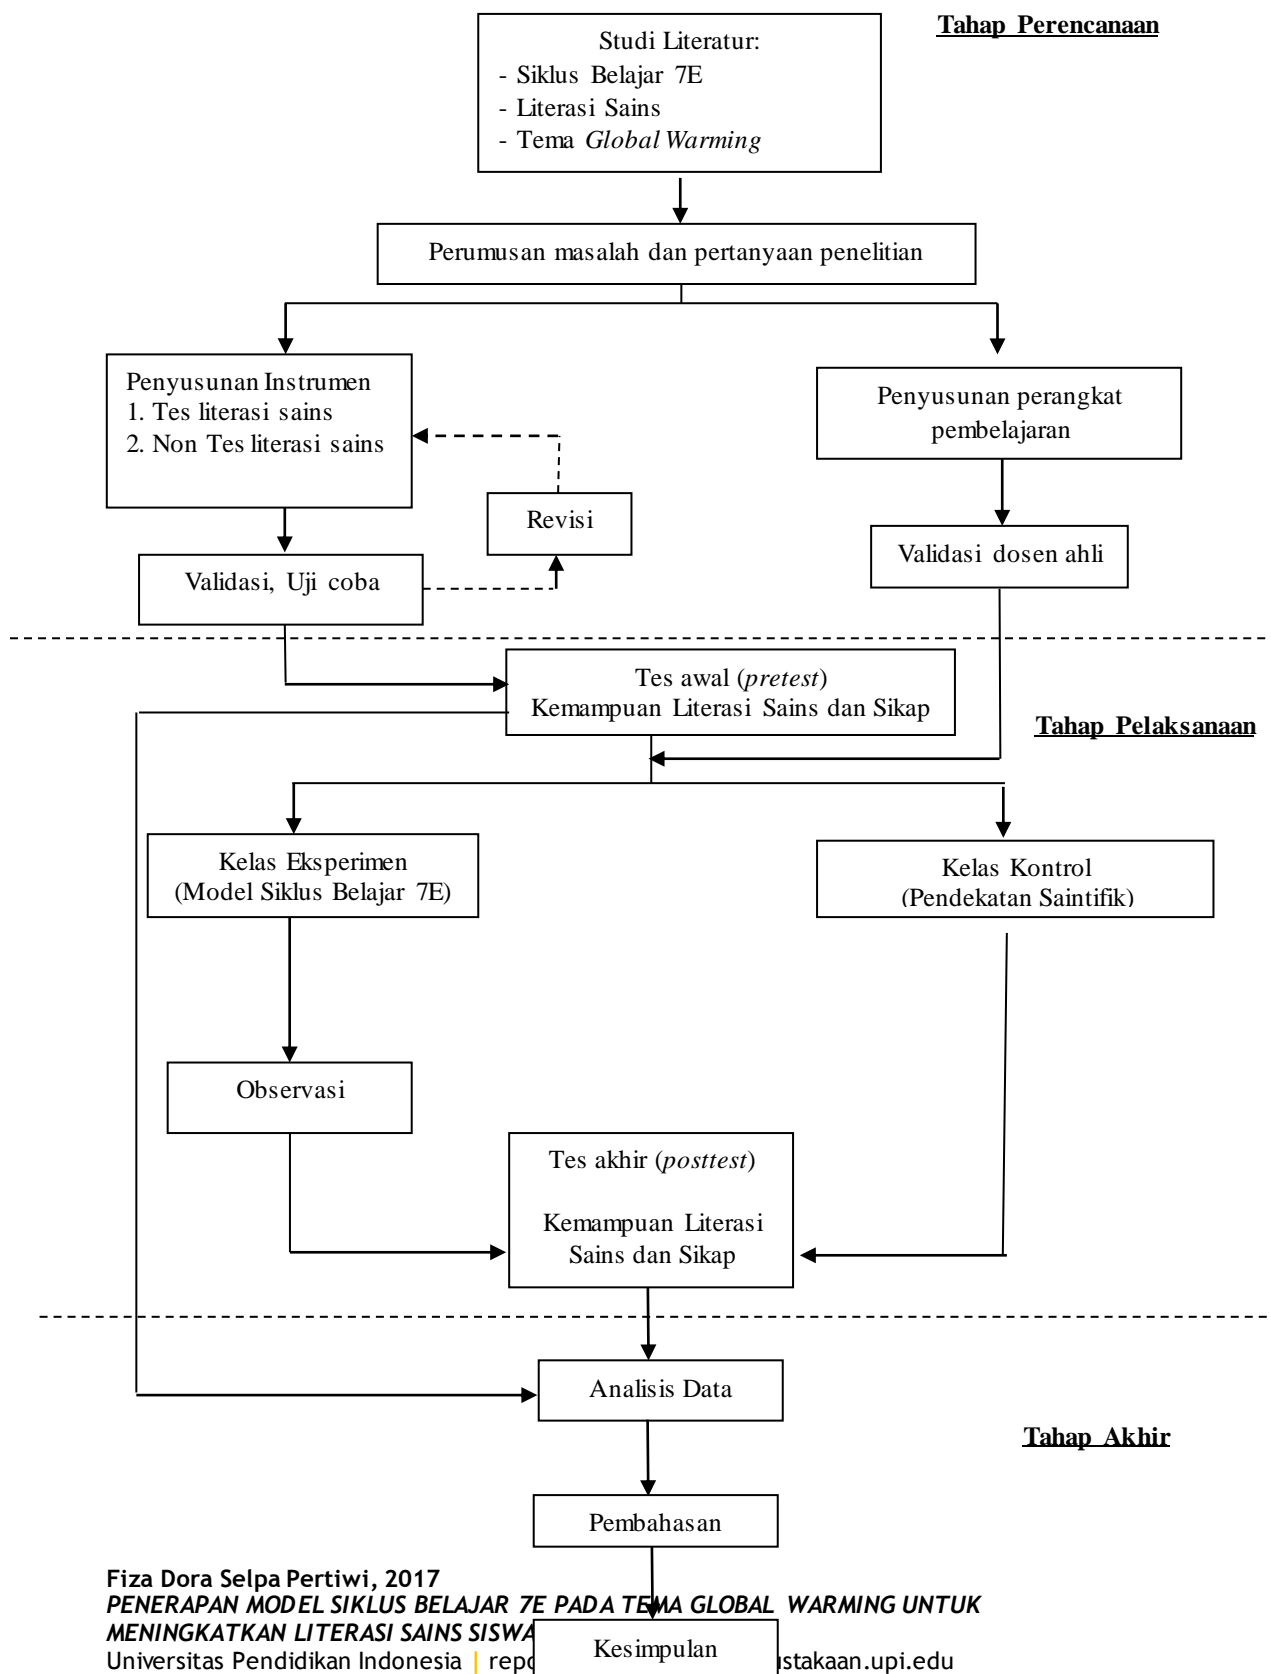 Tahap Perencanaan
Studi Literatur:
- Siklus Belajar 7E
- Literasi Sains
- Tema Global Warming
Perumusan masalah dan pertanyaan penelitian
Penyusunan Instrumen
1. Tes literasi sains
2. Non Tes literasi sains
Penyusunan perangkat
pembelajaran
Revisi
Validasi dosen ahli
Validasi, Uji coba
Tes awal (pretest)
Kemampuan Literasi Sains dan Sikap
Tahap Pelaksanaan
Kelas Eksperimen
(Model Siklus Belajar 7E)
Kelas Kontrol
(Pendekatan Saintifik)
Observasi
Tes akhir (posttest)
Kemampuan Literasi
Sains dan Sikap
Analisis Data
Tahap Akhir
Pembahasan
Fiza Dora Selpa Pertiwi, 2017
PENERAPAN MODEL SIKLUS BELAJAR 7E PADA TEMA GLOBAL WARMING UNTUK
MENINGKATKAN LITERASI SAINS SISWA
Kesimpulan
Universitas Pendidikan Indonesia | repo stakaan.upi.edu